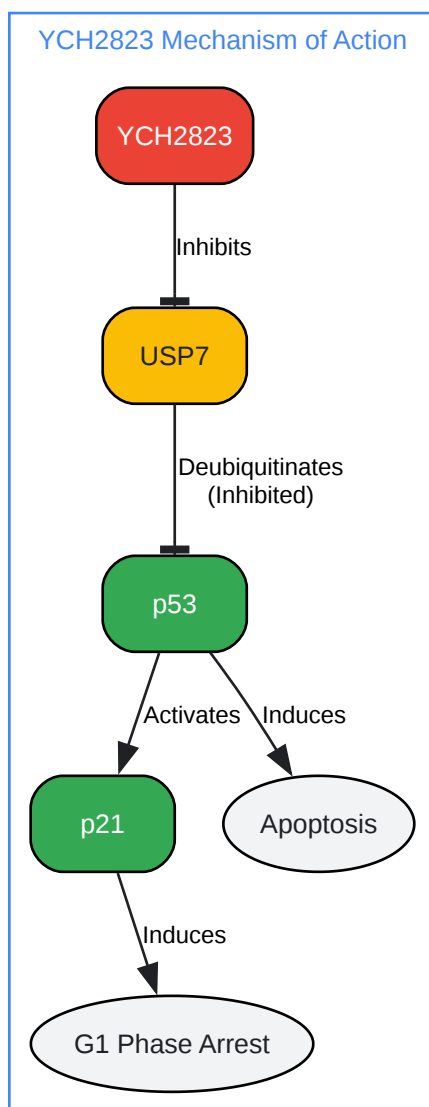 YCH2823 Mechanism of Action
YCH2823
Inhibits
USP7
Deubiquitinates
(Inhibited)
p53
Activates
Induces
p21
Apoptosis
Induces
G1 Phase Arrest